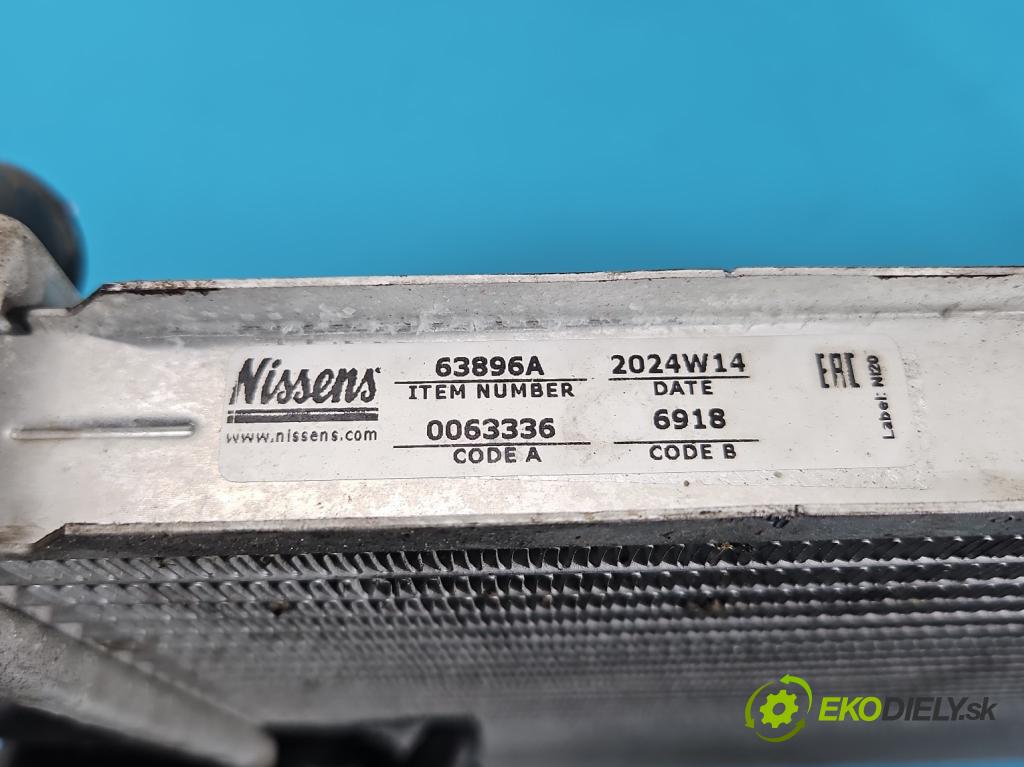 Nissens 63896A 2024W14 EAC
ITEM NUMBER DATE
www.nissens.com 0063336 6918
CODE A CODE B
Label: NI20
EKODIELY.sk